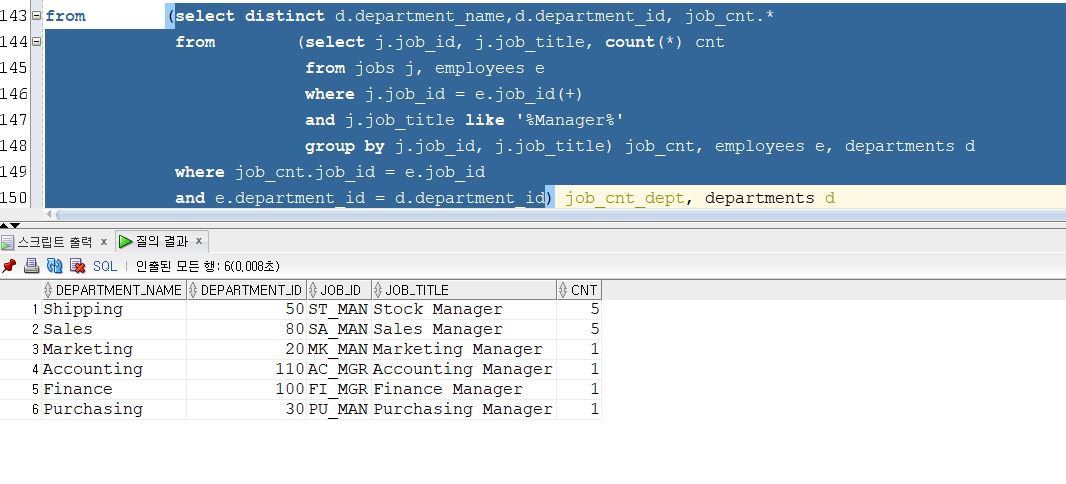 143 from (select distinct d.department_name,d.department_id, job_cnt.*
144 from (select j.job_id, j.job_title, count(*) cnt
145 from jobs j, employees e
146 where j.job_id = e.job_id(+)
147 and j.job_title like '%Manager%'
148 group by j.job_id, j.job_title) job_cnt, employees e, departments d
149 where job_cnt.job_id = e.job_id
150 and e.department_id = d.department_id) job_cnt_dept, departments d
스크립트 출력 x 질의 결과 x
SQL | 인출된 모든 행: 6(0,008초)
DEPARTMENT_NAME DEPARTMENT_ID JOB_ID JOB_TITLE CNT
1 Shipping 50 ST_MAN Stock Manager 5
2 Sales 80 SA_MAN Sales Manager 5
3 Marketing 20 MK_MAN Marketing Manager 1
4 Accounting 110 AC_MGR Accounting Manager 1
5 Finance 100 FI_MGR Finance Manager 1
6 Purchasing 30 PU_MAN Purchasing Manager 1